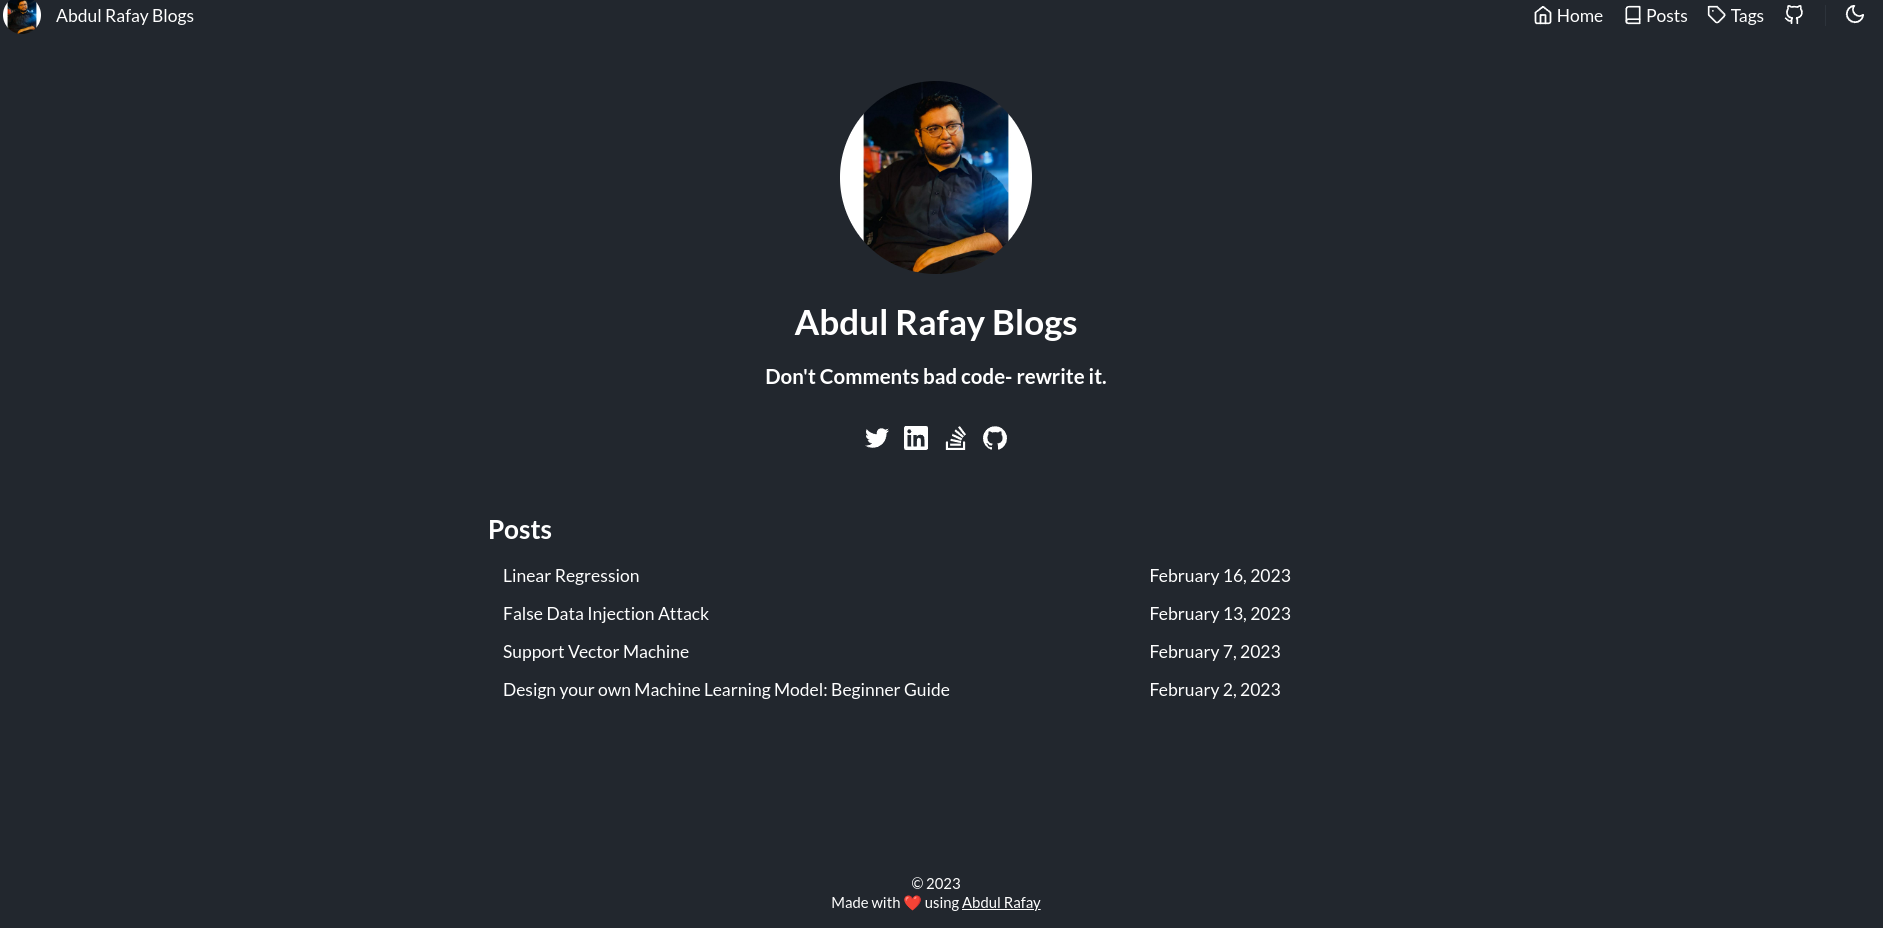 Abdul Rafay Blogs
Home Posts Tags
Abdul Rafay Blogs
Don't Comments bad code- rewrite it.
in
Posts
Linear Regression February 16, 2023
False Data Injection Attack February 13, 2023
Support Vector Machine February 7, 2023
Design your own Machine Learning Model: Beginner Guide February 2, 2023
© 2023
Made with ❤️ using Abdul Rafay